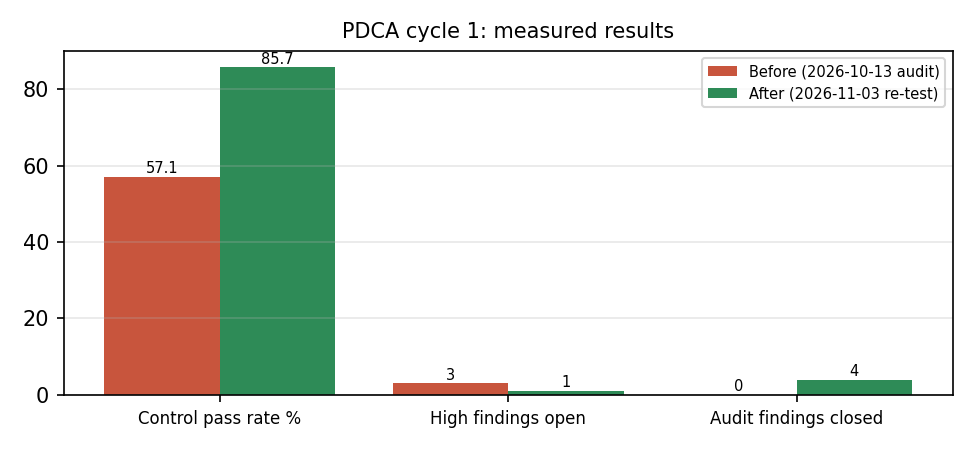 PDCA cycle 1: measured results
Before (2026-10-13 audit)
After (2026-11-03 re-test)
80
60
40
20
0
57.1
85.7
3
1
0
4
Control pass rate %
High findings open
Audit findings closed